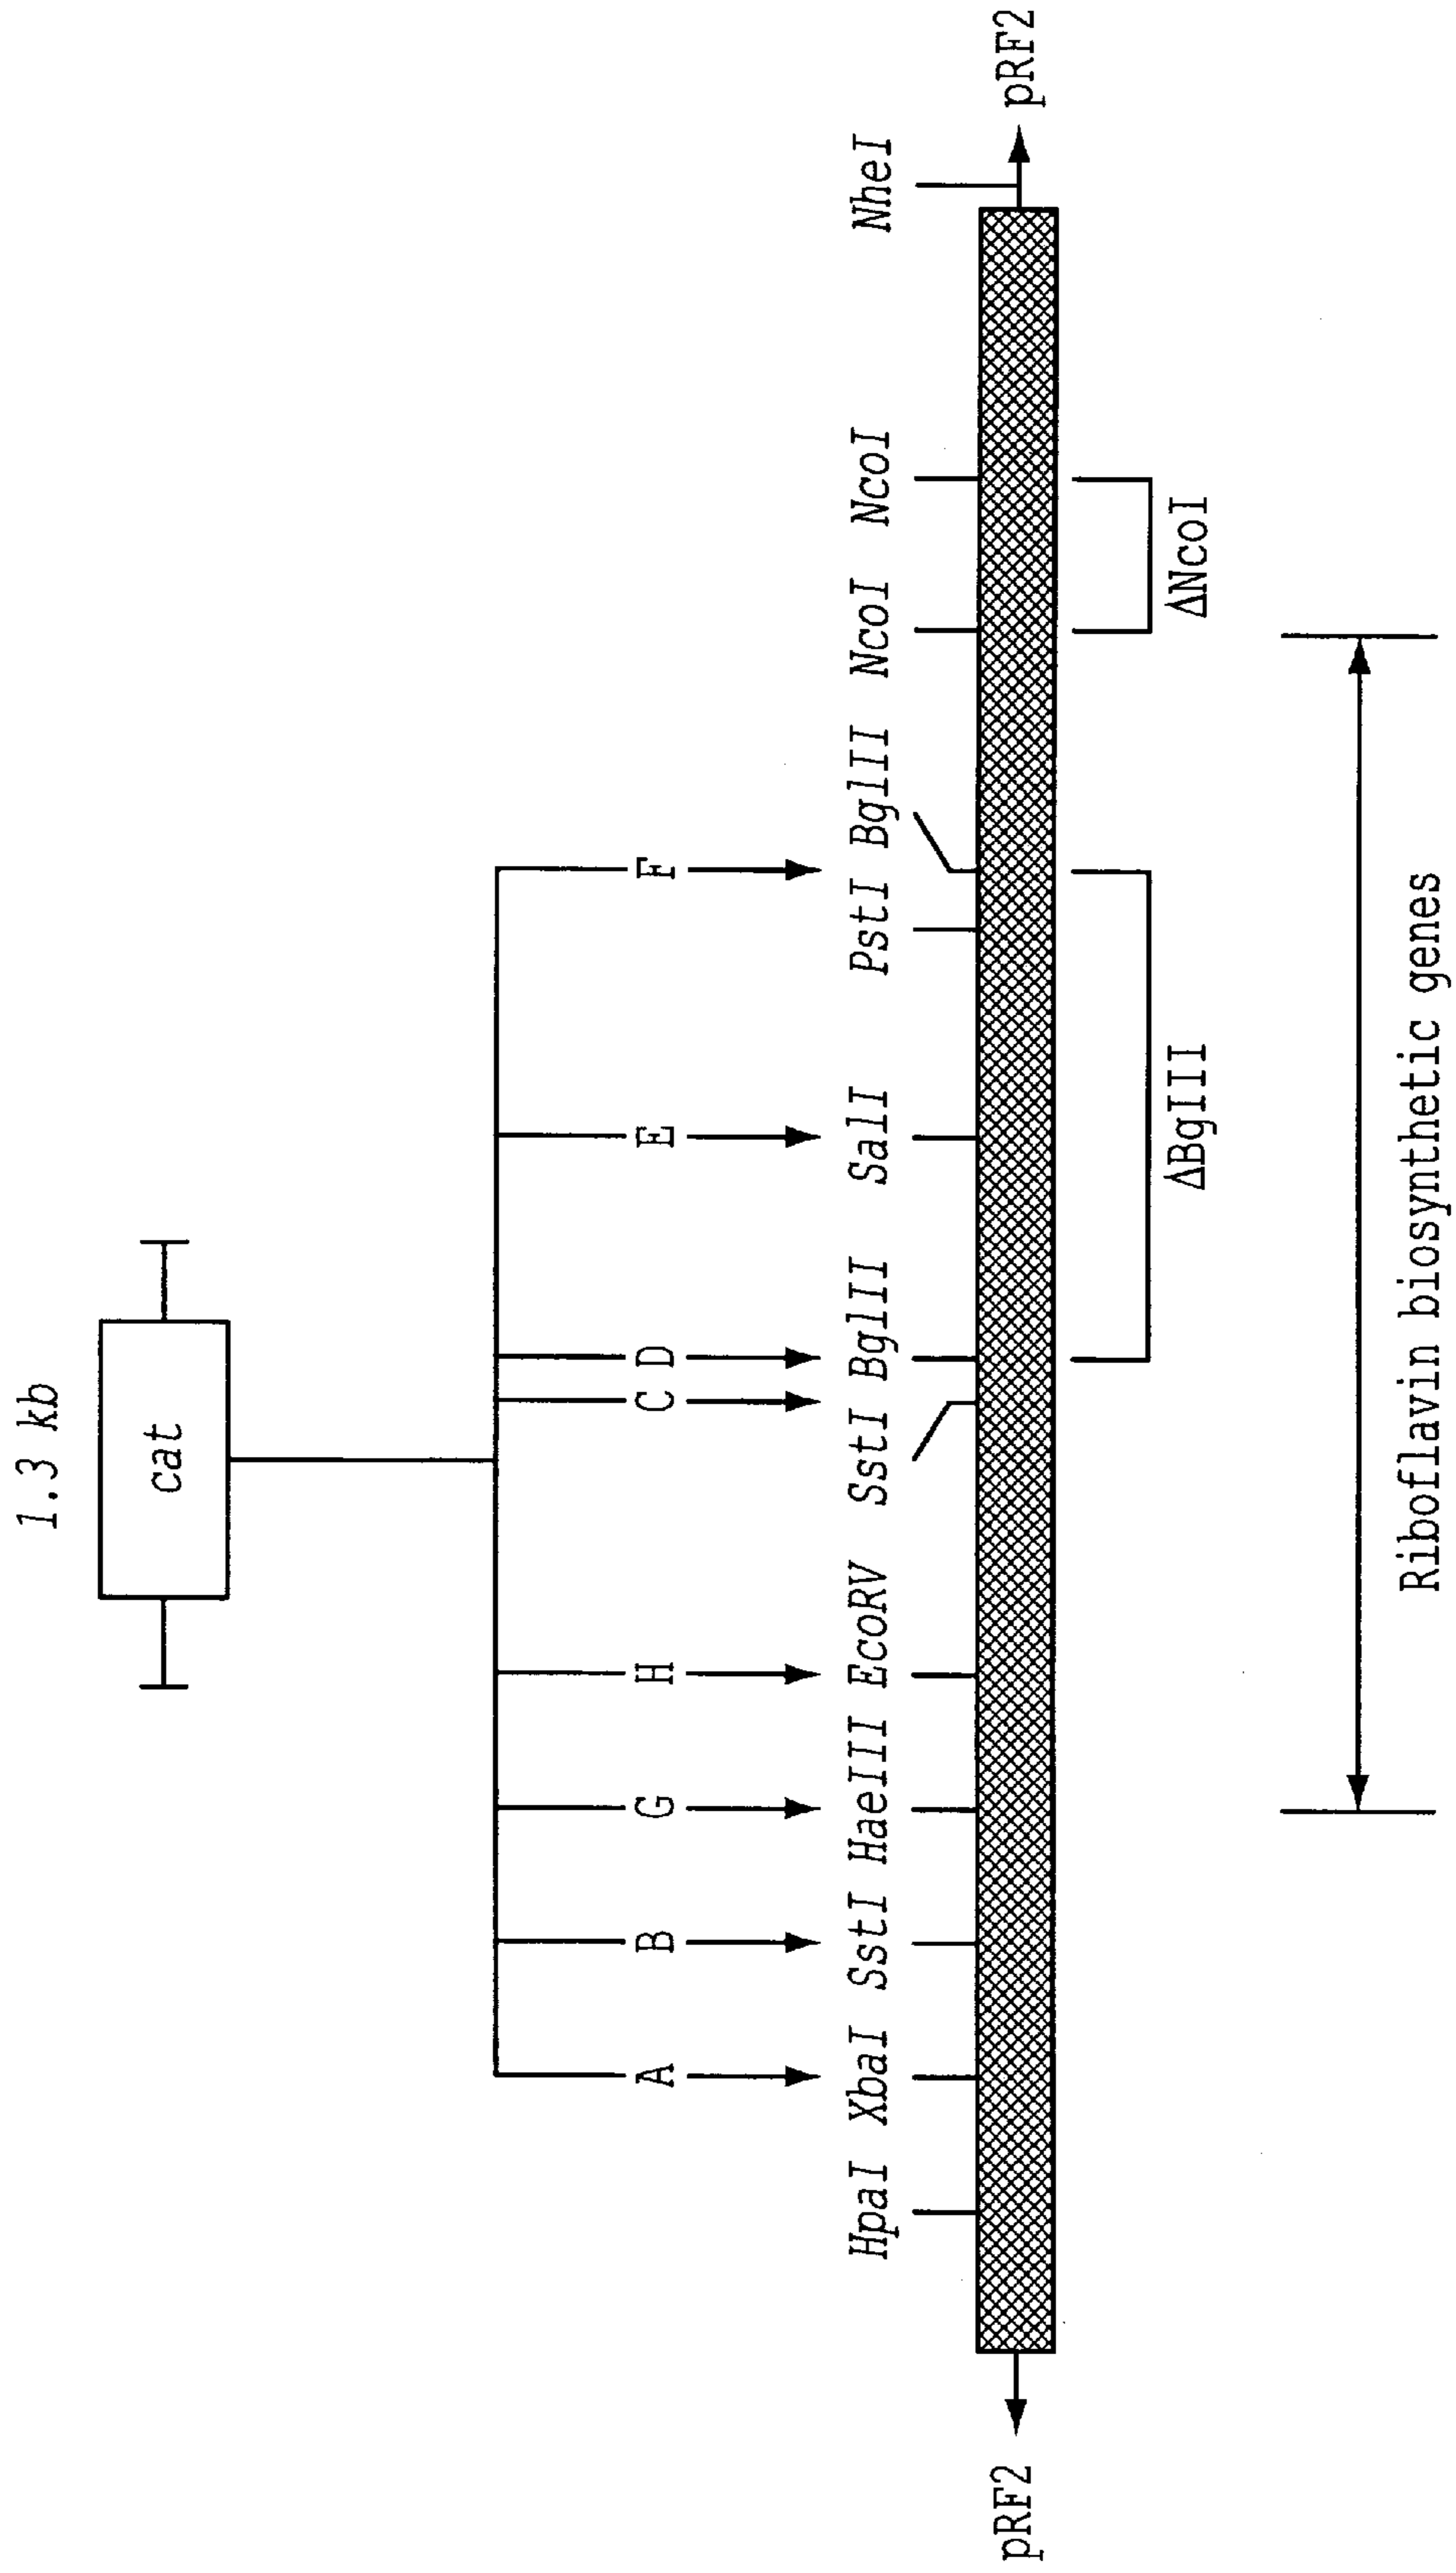 1.3 kb
cat
A B G H C D E F
HpaI XbaI SstI HaeIII EcoRV SstI BglII SalI PstI BglII NcoI NcoI NheI
pRF2 pRF2
ΔBglII ΔNcoI
Riboflavin biosynthetic genes